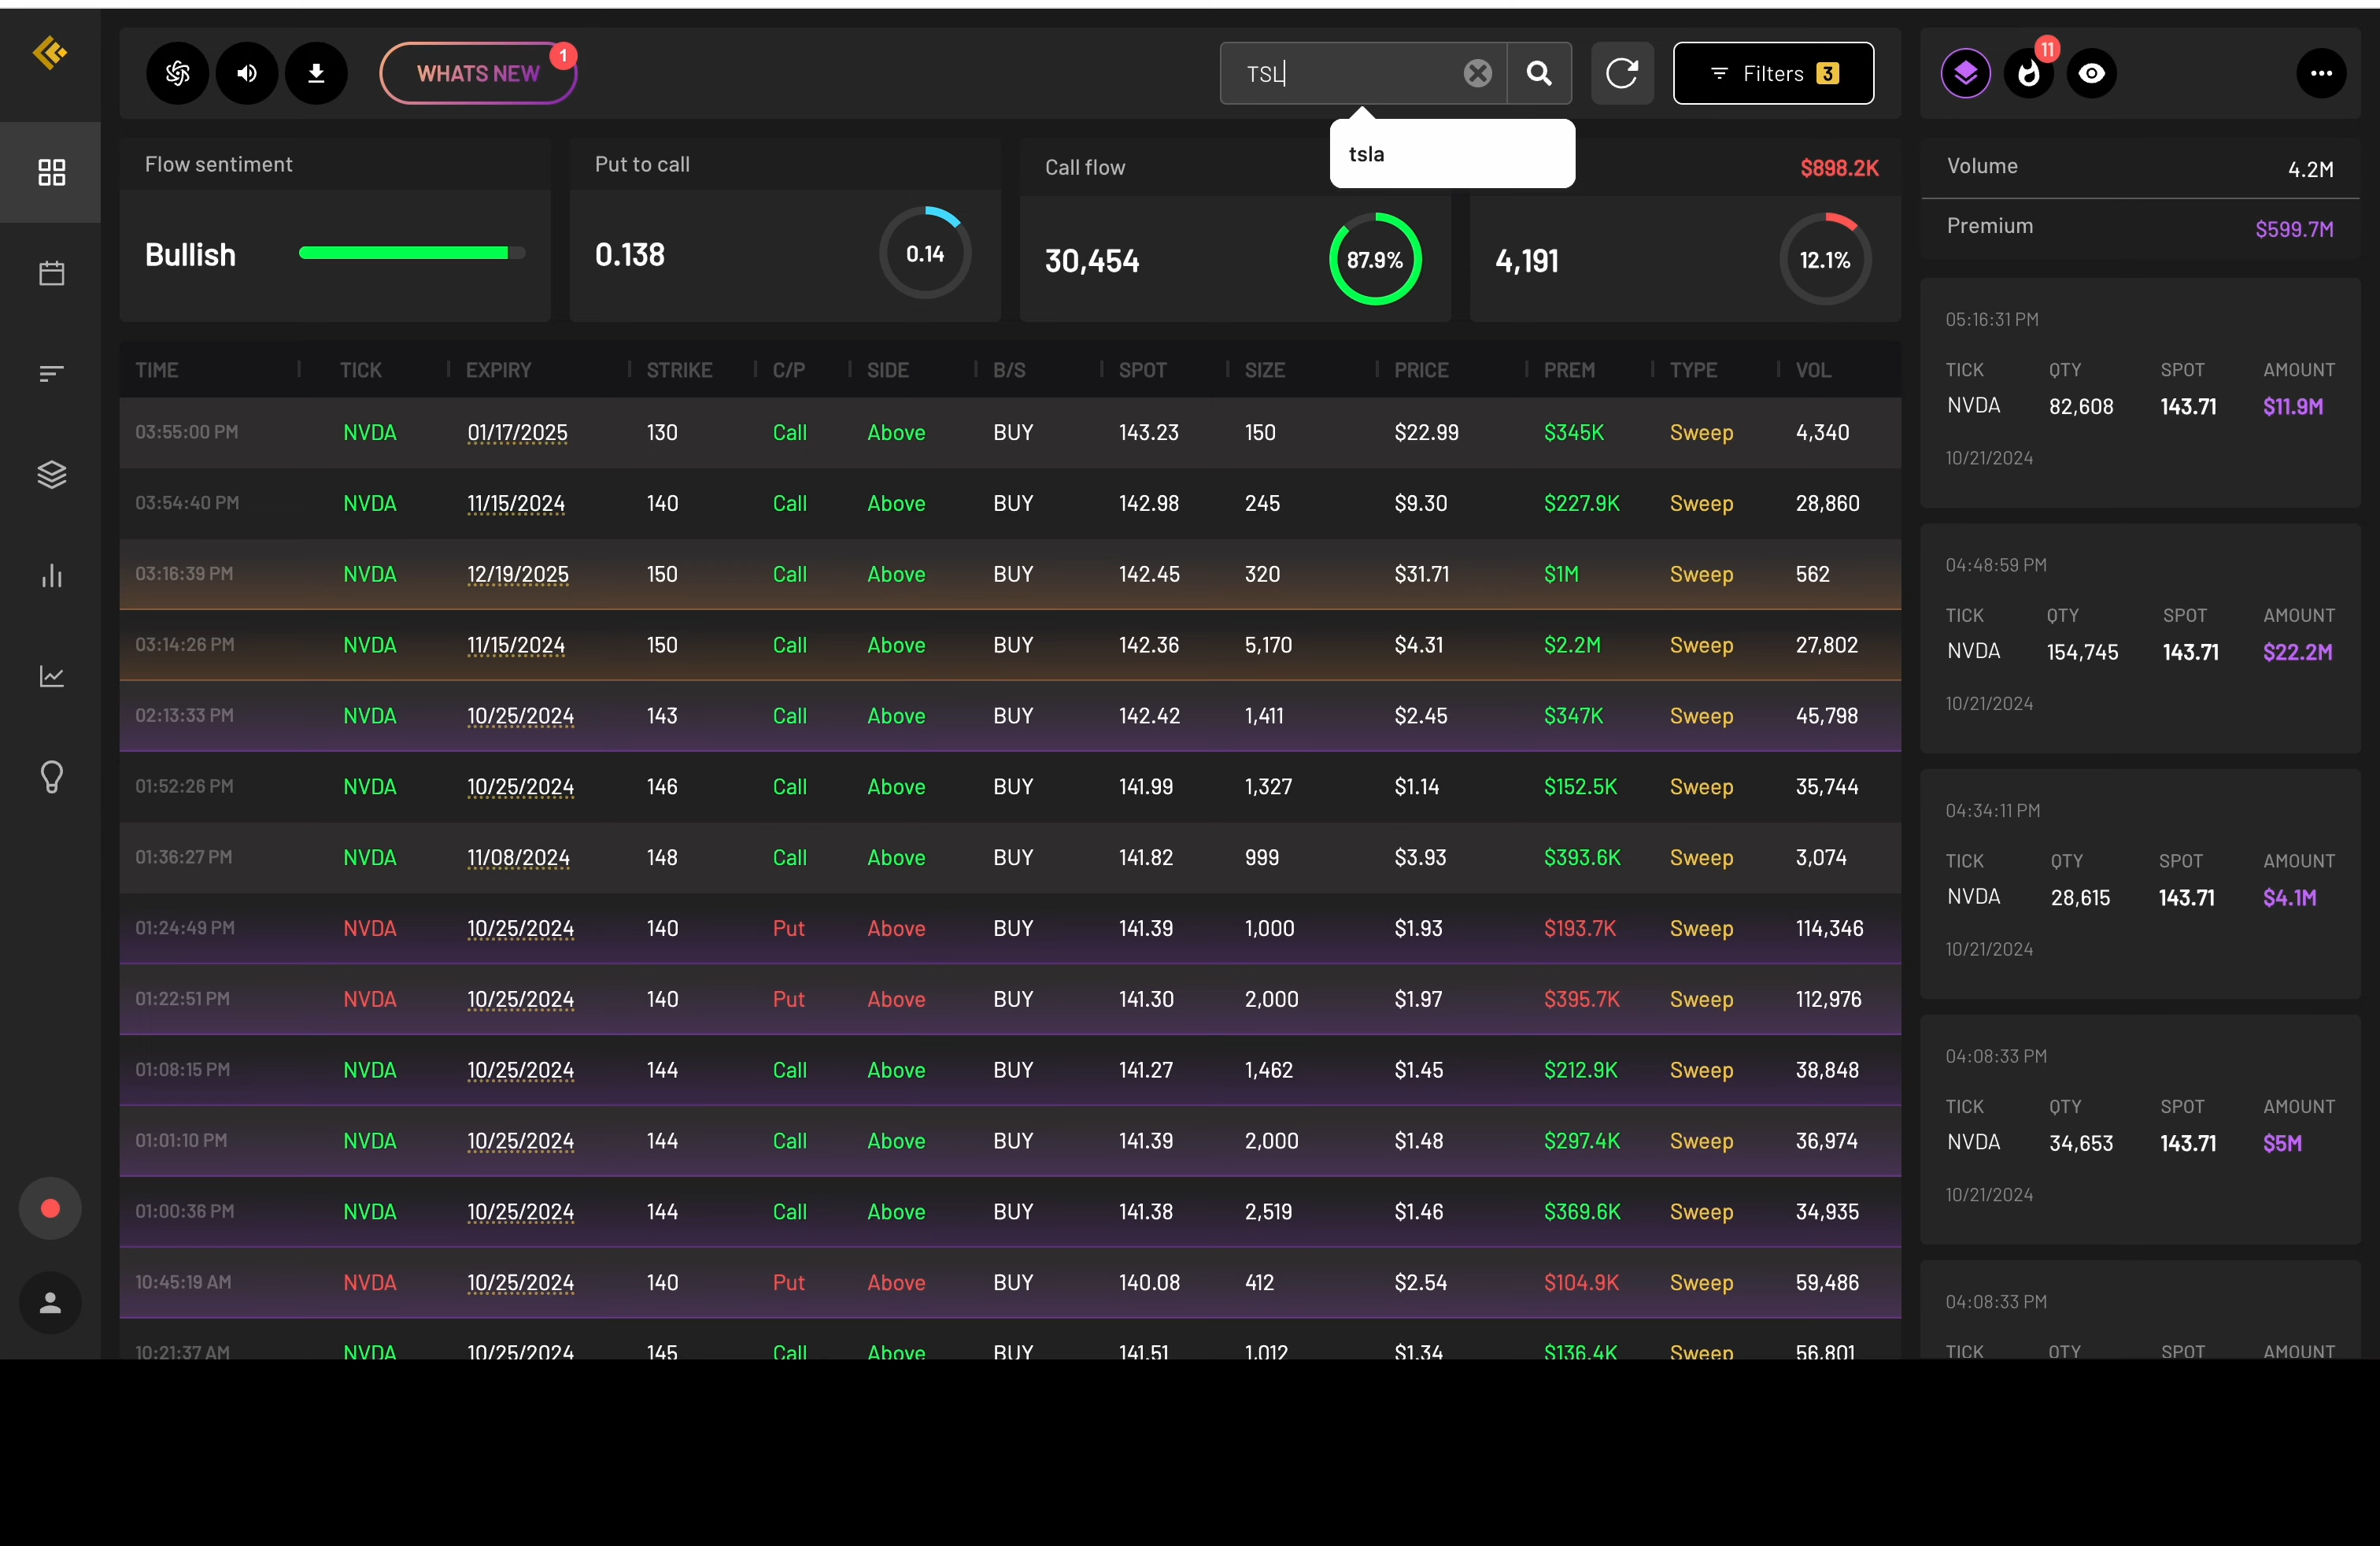 WHATS NEW 1 TSL Filters 3 11
tsla
Flow sentiment Put to call Call flow $898.2K
Bullish 0.138 0.14 30,454 87.9% 4,191 12.1%
TIME TICK EXPIRY STRIKE C/P SIDE B/S SPOT SIZE PRICE PREM TYPE VOL
03:55:00 PM NVDA 01/17/2025 130 Call Above BUY 143.23 150 $22.99 $345K Sweep 4,340
03:54:40 PM NVDA 11/15/2024 140 Call Above BUY 142.98 245 $9.30 $227.9K Sweep 28,860
03:16:39 PM NVDA 12/19/2025 150 Call Above BUY 142.45 320 $31.71 $1M Sweep 562
03:14:26 PM NVDA 11/15/2024 150 Call Above BUY 142.36 5,170 $4.31 $2.2M Sweep 27,802
02:13:33 PM NVDA 10/25/2024 143 Call Above BUY 142.42 1,411 $2.45 $347K Sweep 45,798
01:52:26 PM NVDA 10/25/2024 146 Call Above BUY 141.99 1,327 $1.14 $152.5K Sweep 35,744
01:36:27 PM NVDA 11/08/2024 148 Call Above BUY 141.82 999 $3.93 $393.6K Sweep 3,074
01:24:49 PM NVDA 10/25/2024 140 Put Above BUY 141.39 1,000 $1.93 $193.7K Sweep 114,346
01:22:51 PM NVDA 10/25/2024 140 Put Above BUY 141.30 2,000 $1.97 $395.7K Sweep 112,976
01:08:15 PM NVDA 10/25/2024 144 Call Above BUY 141.27 1,462 $1.45 $212.9K Sweep 38,848
01:01:10 PM NVDA 10/25/2024 144 Call Above BUY 141.39 2,000 $1.48 $297.4K Sweep 36,974
01:00:36 PM NVDA 10/25/2024 144 Call Above BUY 141.38 2,519 $1.46 $369.6K Sweep 34,935
10:45:19 AM NVDA 10/25/2024 140 Put Above BUY 140.08 412 $2.54 $104.9K Sweep 59,486
10:21:37 AM NVDA 10/25/2024 145 Call Above BUY 141.51 1,012 $1.34 $136.4K Sweep 56,801
Volume 4.2M
Premium $599.7M
05:16:31 PM
TICK QTY SPOT AMOUNT
NVDA 82,608 143.71 $11.9M
10/21/2024
04:48:59 PM
TICK QTY SPOT AMOUNT
NVDA 154,745 143.71 $22.2M
10/21/2024
04:34:11 PM
TICK QTY SPOT AMOUNT
NVDA 28,615 143.71 $4.1M
10/21/2024
04:08:33 PM
TICK QTY SPOT AMOUNT
NVDA 34,653 143.71 $5M
10/21/2024
04:08:33 PM
TICK QTY SPOT AMOUNT